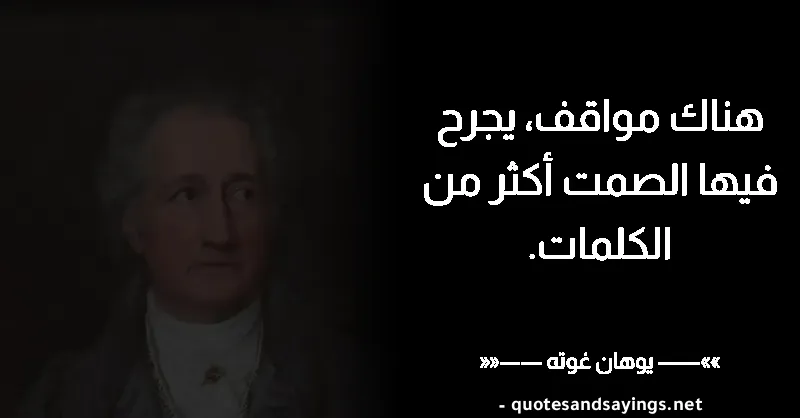 هناك مواقف، يجرح
فيها الصمت أكثر من
الكلمات.
»»—— يوهان غوته ——««
- quotesandsayings.net